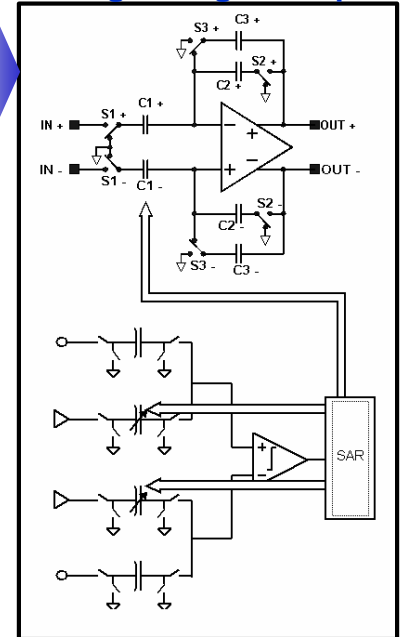 S3 + C3 +
S2 +
C2 +
S1 + C1 +
IN + − + OUT +
IN - + − OUT -
S1 - C1 -
S2 -
C2 -
S3 - C3 -
+
−
SAR